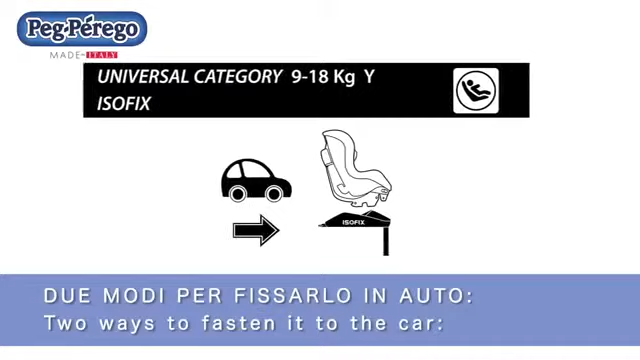 Peg-Pérego
MADE IN ITALY
UNIVERSAL CATEGORY 9-18 Kg Y
ISOFIX
ISOFIX
DUE MODI PER FISSARLO IN AUTO:
Two ways to fasten it to the car: